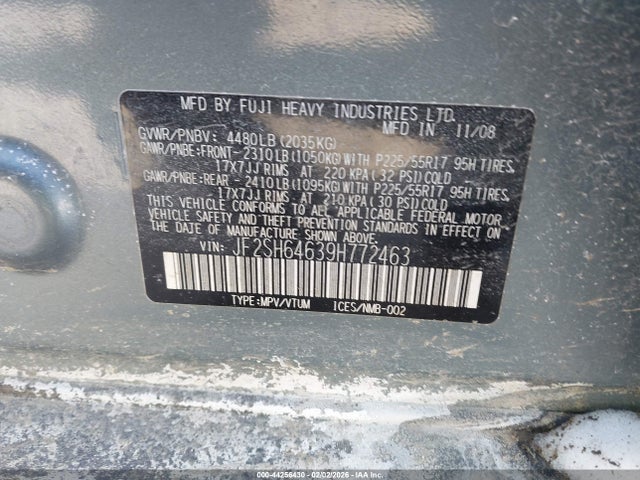 MFD BY FUJI HEAVY INDUSTRIES LTD.
MFD IN 11/08
GVWR/PNBV: 4480LB(2035KG)
GAWR/PNBE:FRONT-2310LB(1050KG)WITH P225/55R17 95H TIRES,
17X7JJ RIMS AT 220 KPA(32 PSI)COLD
GAWR/PNBE:REAR -2410LB(1095KG)WITH P225/55R17 95H TIRES,
17X7JJ RIMS AT 210 KPA(30 PSI)COLD
THIS VEHICLE CONFORMS TO ALL APPLICABLE FEDERAL MOTOR
VEHICLE SAFETY AND THEFT PREVENTION STANDARDS IN EFFECT ON
THE DATE OF MANUFACTURE SHOWN ABOVE.
VIN: JF2SH64639H772463
TYPE:MPV/VTUM ICES/NMB-002
000-44256430 - 02/02/2026 - IAA Inc.